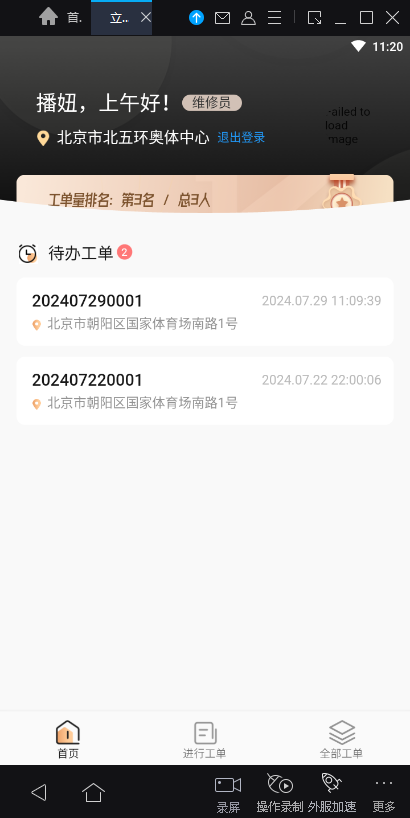 首.
立..
11:20
播妞，上午好！ 维修员
北京市北五环奥体中心 退出登录
ailed to
load
mage
工单量排名: 第3名 / 总3人
待办工单 2
202407290001 2024.07.29 11:09:39
北京市朝阳区国家体育场南路1号
202407220001 2024.07.22 22:00:06
北京市朝阳区国家体育场南路1号
首页 进行工单 全部工单
录屏 操作录制 外服加速 更多